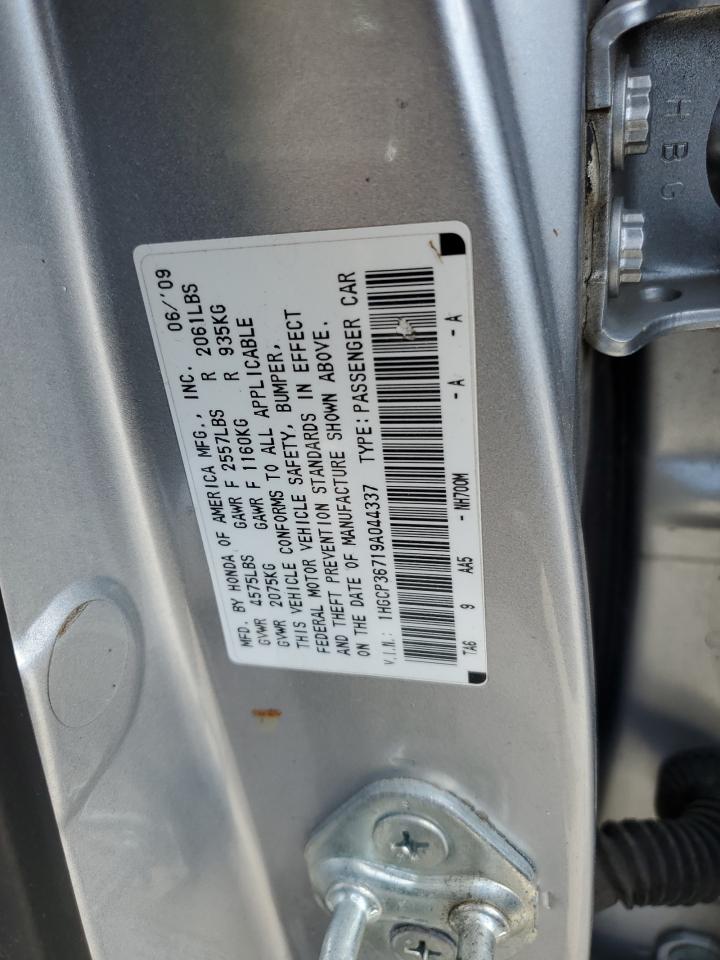 MFD. BY HONDA OF AMERICA MFG., INC. 06/'09
GVWR 4575LBS GAWR F 2557LBS R 2061LBS
GVWR 2075KG GAWR F 1160KG R 935KG
THIS VEHICLE CONFORMS TO ALL APPLICABLE
FEDERAL MOTOR VEHICLE SAFETY, BUMPER,
AND THEFT PREVENTION STANDARDS IN EFFECT
ON THE DATE OF MANUFACTURE SHOWN ABOVE.
V.I.N.: 1HGCP36719A044337 TYPE: PASSENGER CAR
TA6 9 AA5 - NH700M - A - A
H B G